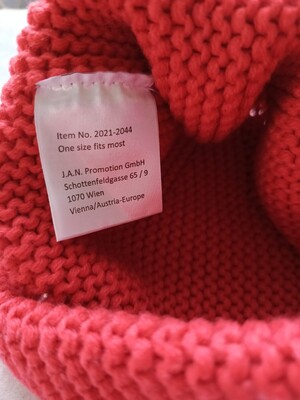 Item No. 2021-2044
One size fits most
J.A.N. Promotion GmbH
Schottenfeldgasse 65 / 9
1070 Wien
Vienna/Austria-Europe